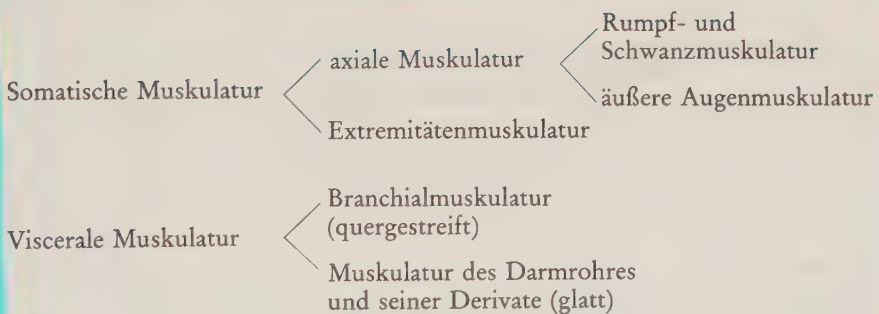 Somatische Muskulatur
axiale Muskulatur
Rumpf- und
Schwanzmuskulatur
äußere Augenmuskulatur
Extremitätenmuskulatur
Viscerale Muskulatur
Branchialmuskulatur
(quergestreift)
Muskulatur des Darmrohres
und seiner Derivate (glatt)